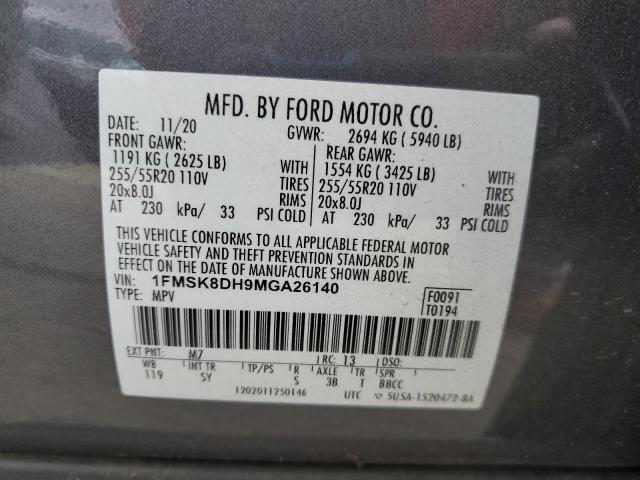 MFD. BY FORD MOTOR CO.
DATE: 11/20 GVWR: 2694 KG ( 5940 LB)
FRONT GAWR: REAR GAWR:
1191 KG ( 2625 LB) WITH 1554 KG ( 3425 LB) WITH
255/55R20 110V TIRES 255/55R20 110V TIRES
20x8.0J RIMS 20x8.0J RIMS
AT 230 kPa/ 33 PSI COLD AT 230 kPa/ 33 PSI COLD
THIS VEHICLE CONFORMS TO ALL APPLICABLE FEDERAL MOTOR
VEHICLE SAFETY AND THEFT PREVENTION STANDARDS IN
EFFECT ON THE DATE OF MANUFACTURE SHOWN ABOVE.
VIN: 1FMSK8DH9MGA26140 F0091
TYPE: MPV T0194
EXT PNT: M7 RC: 13 DSO:
WB INT TR TP/PS R AXLE TR SPR
119 SY S 3B T BBCC
1202011250146 UTC ▽ 5USA-1520472-BA